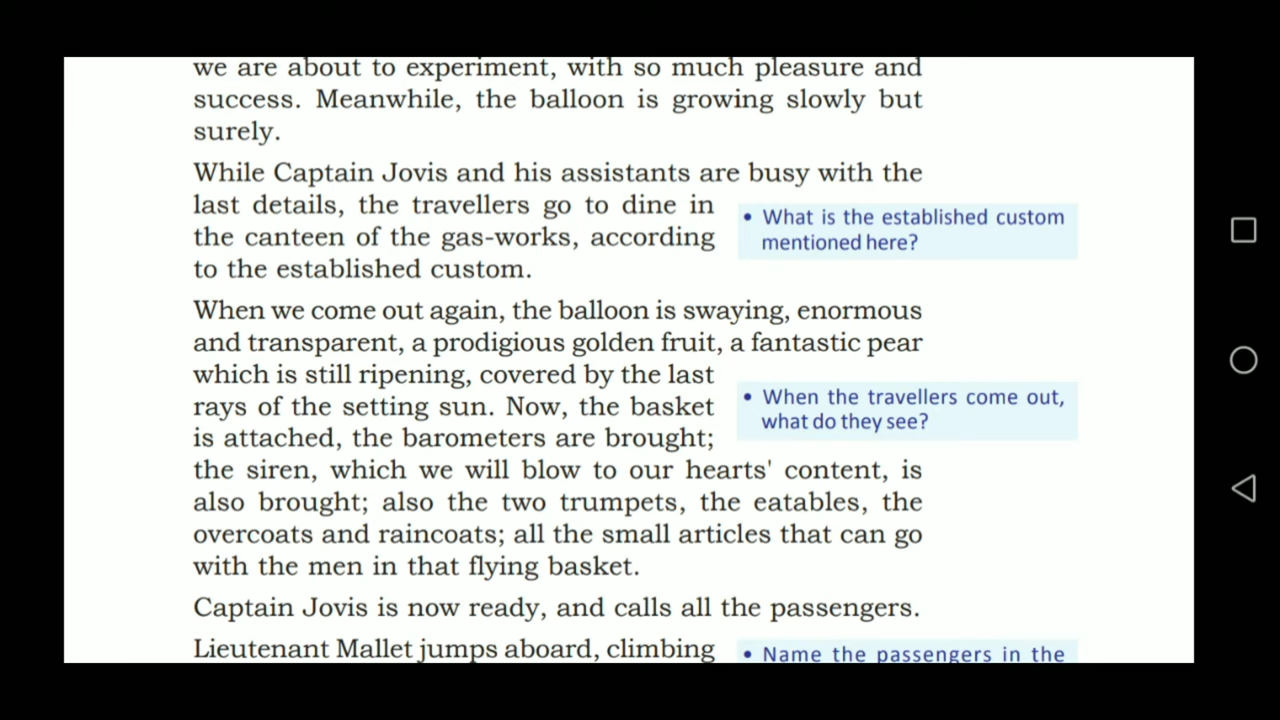 we are about to experiment, with so much pleasure and
success. Meanwhile, the balloon is growing slowly but
surely.
While Captain Jovis and his assistants are busy with the
last details, the travellers go to dine in
the canteen of the gas-works, according
to the established custom.
• What is the established custom
mentioned here?
When we come out again, the balloon is swaying, enormous
and transparent, a prodigious golden fruit, a fantastic pear
which is still ripening, covered by the last
rays of the setting sun. Now, the basket
is attached, the barometers are brought;
the siren, which we will blow to our hearts' content, is
also brought; also the two trumpets, the eatables, the
overcoats and raincoats; all the small articles that can go
with the men in that flying basket.
• When the travellers come out,
what do they see?
Captain Jovis is now ready, and calls all the passengers.
Lieutenant Mallet jumps aboard, climbing
• Name the passengers in the